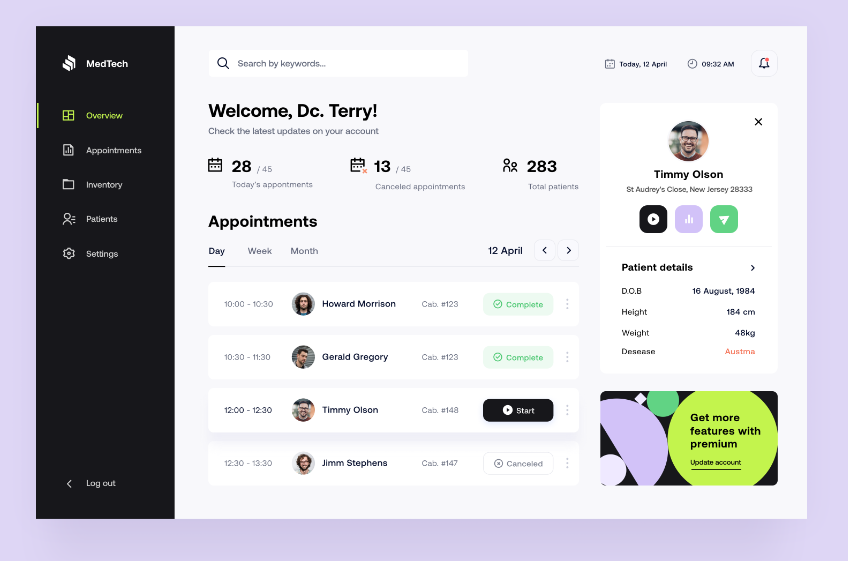 MedTech
Overview
Appointments
Inventory
Patients
Settings
Log out
Search by keywords...
Today, 12 April
09:32 AM
Welcome, Dc. Terry!
Check the latest updates on your account
28 / 45
Today's appointments
13 / 45
Canceled appointments
283
Total patients
Appointments
Day Week Month
12 April
10:00 - 10:30 Howard Morrison Cab. #123 Complete
10:30 - 11:30 Gerald Gregory Cab. #123 Complete
12:00 - 12:30 Timmy Olson Cab. #148 Start
12:30 - 13:30 Jimm Stephens Cab. #147 Canceled
Timmy Olson
St Audrey's Close, New Jersey 28333
Patient details
D.O.B 16 August, 1984
Height 184 cm
Weight 48kg
Desease Austma
Get more
features with
premium
Update account